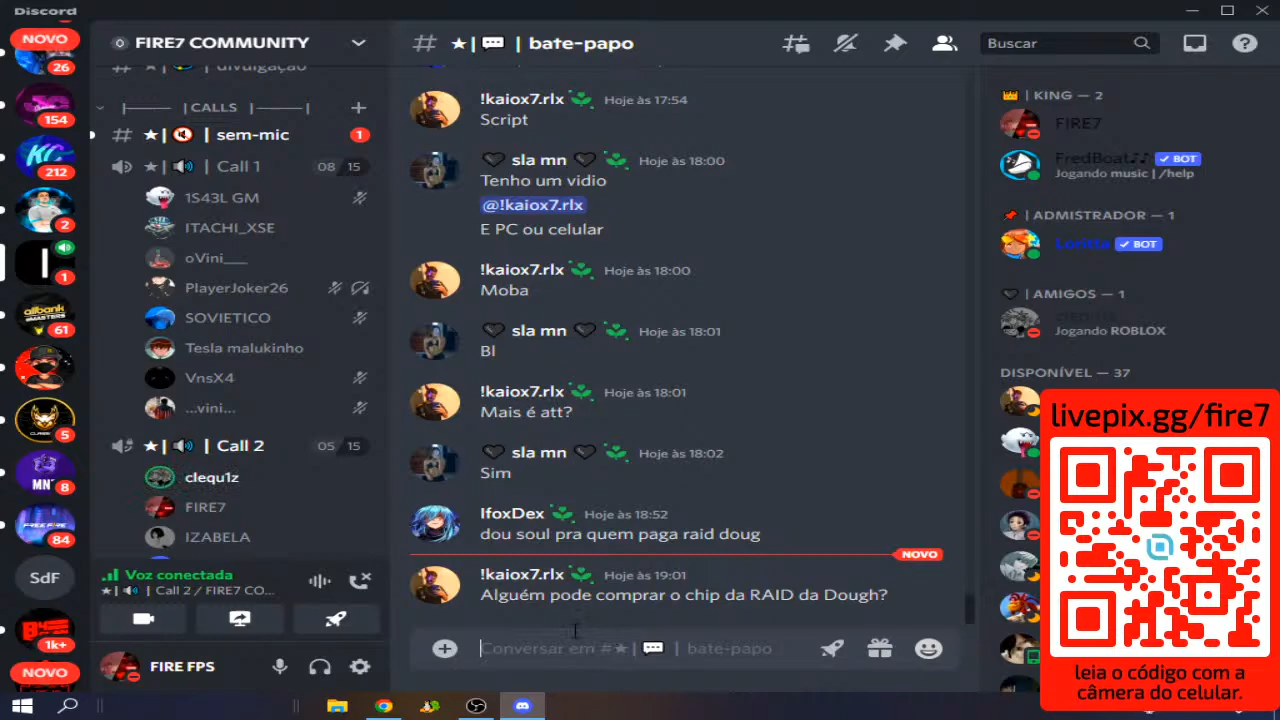 Discord
NOVO
26
154
212
2
1
allbank
#MASTERS
61
CLASSIC
5
MN
8
FREE FIRE
84
SdF
1k+
NOVO
FIRE7 COMMUNITY
# ★| | divulgação
|—— | CALLS | ——|
# ★| | sem-mic
1
★| | Call 1
08 / 15
1S43L GM
ITACHI_XSE
oVini___
PlayerJoker26
SOVIETICO
Tesla malukinho
VnsX4
...vini...
★| | Call 2
05 / 15
clequ1z
FIRE7
IZABELA
Voz conectada
★| | Call 2 / FIRE7 CO...
FIRE FPS
# ★| 💬 | bate-papo
Buscar
!kaiox7.rlx Hoje às 17:54
Script
sla mn Hoje às 18:00
Tenho um vidio
@!kaiox7.rlx
E PC ou celular
!kaiox7.rlx Hoje às 18:00
Moba
sla mn Hoje às 18:01
Bl
!kaiox7.rlx Hoje às 18:01
Mais é att?
sla mn Hoje às 18:02
Sim
IfoxDex Hoje às 18:52
dou soul pra quem paga raid doug
NOVO
!kaiox7.rlx Hoje às 19:01
Alguém pode comprar o chip da RAID da Dough?
Conversar em #★| 💬 | bate-papo
| KING — 2
FIRE7
FredBoat♪♪ ✓ BOT
Jogando music | /help
| ADMISTRADOR — 1
Loritta ✓ BOT
| AMIGOS — 1
Jogando ROBLOX
DISPONÍVEL — 37
livepix.gg/fire7
leia o código com a
câmera do celular.